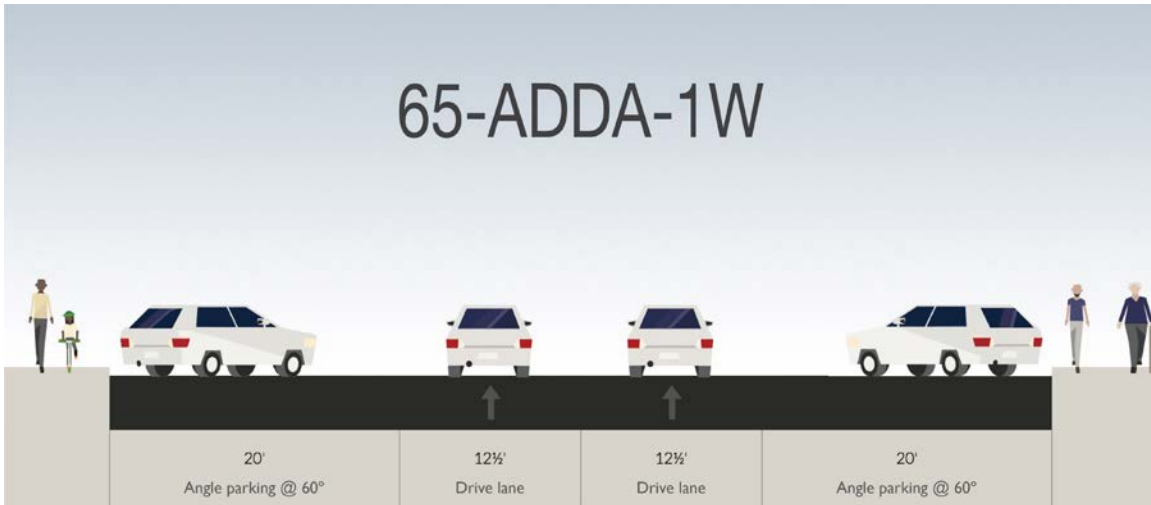 65-ADDA-1W
20'
Angle parking @ 60°
12½'
Drive lane
12½'
Drive lane
20'
Angle parking @ 60°